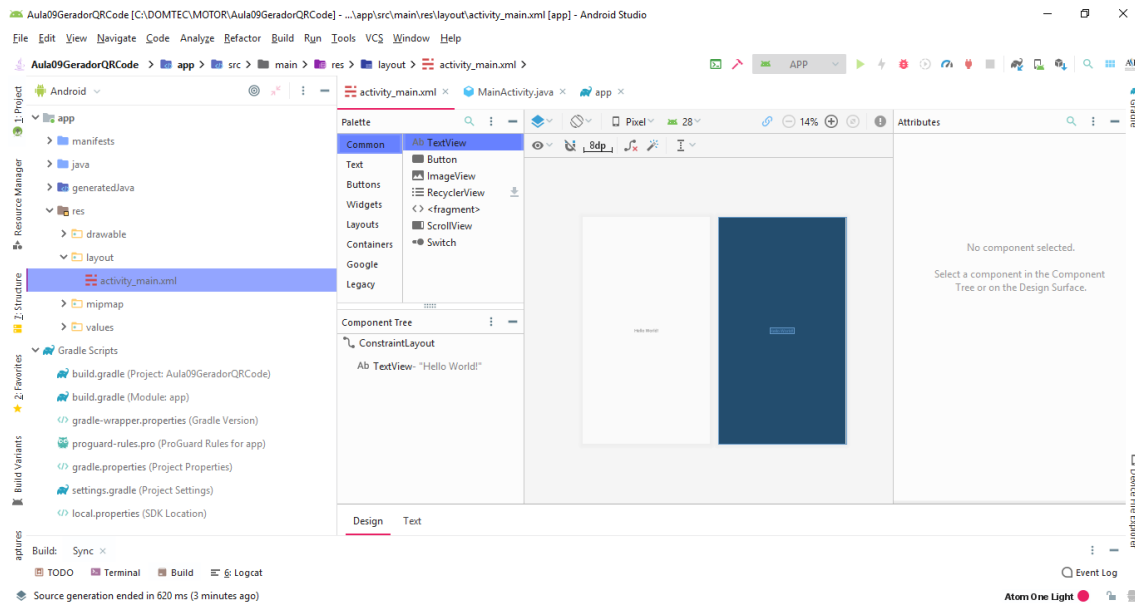 Aula09GeradorQRCode [C:\DOMTEC\MOTOR\Aula09GeradorQRCode] - ...\app\src\main\res\layout\activity_main.xml [app] - Android Studio
File Edit View Navigate Code Analyze Refactor Build Run Tools VCS Window Help
Aula09GeradorQRCode app src main res layout activity_main.xml
APP
1: Project
Resource Manager
7: Structure
2: Favorites
Build Variants
aptures
Android
app
manifests
java
generatedJava
res
drawable
layout
activity_main.xml
mipmap
values
Gradle Scripts
build.gradle (Project: Aula09GeradorQRCode)
build.gradle (Module: app)
gradle-wrapper.properties (Gradle Version)
proguard-rules.pro (ProGuard Rules for app)
gradle.properties (Project Properties)
settings.gradle (Project Settings)
local.properties (SDK Location)
activity_main.xml MainActivity.java app
Palette
Common
Text
Buttons
Widgets
Layouts
Containers
Google
Legacy
Ab TextView
Button
ImageView
RecyclerView
<fragment>
ScrollView
Switch
Component Tree
ConstraintLayout
Ab TextView- "Hello World!"
Pixel 28 14%
8dp
Hello World!
Attributes
No component selected.
Select a component in the Component
Tree or on the Design Surface.
Gradle
Device File Explorer
Design Text
Build: Sync
TODO Terminal Build 6: Logcat
Event Log
Source generation ended in 620 ms (3 minutes ago)
Atom One Light